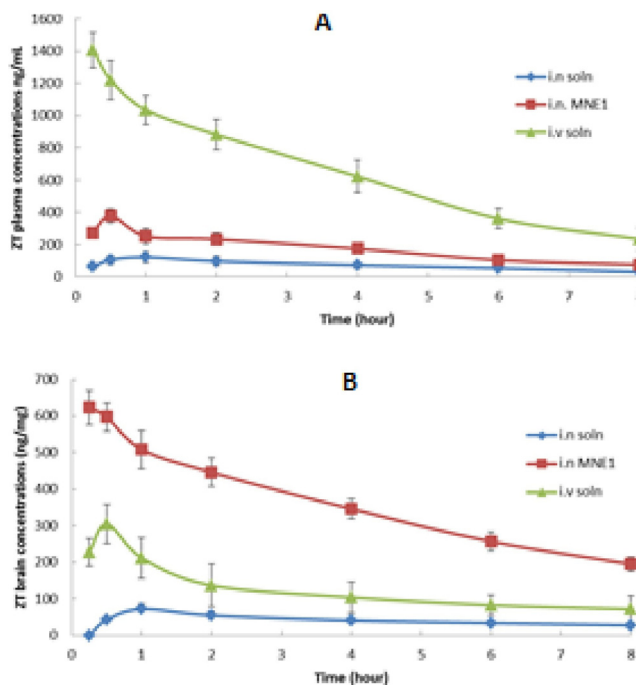 A
ZT plasma concentrations ng/mL
1600
1400
1200
1000
800
600
400
200
0
i.n soln
i.n. MNE1
i.v soln
0 1 2 3 4 5 6 7 8
Time (hour)
B
ZT brain concentrations (ng/mg)
700
600
500
400
300
200
100
0
i.n soln
i.n MNE1
i.v soln
0 1 2 3 4 5 6 7 8
Time (hour)